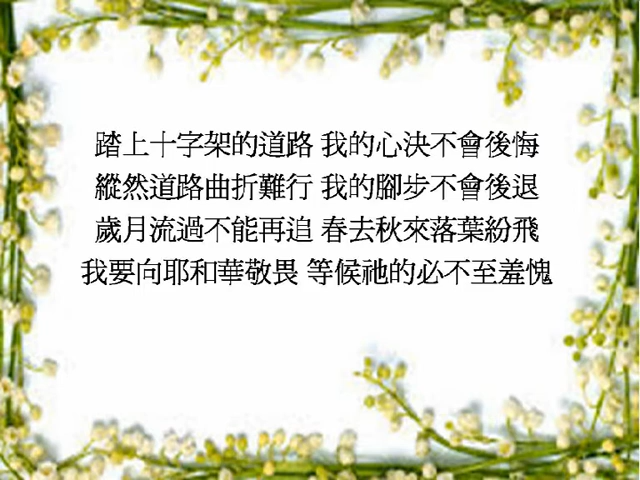 踏上十字架的道路 我的心決不會後悔
縱然道路曲折難行 我的腳步不會後退
歲月流過不能再追 春去秋來落葉紛飛
我要向耶和華敬畏 等候祂的必不至羞愧